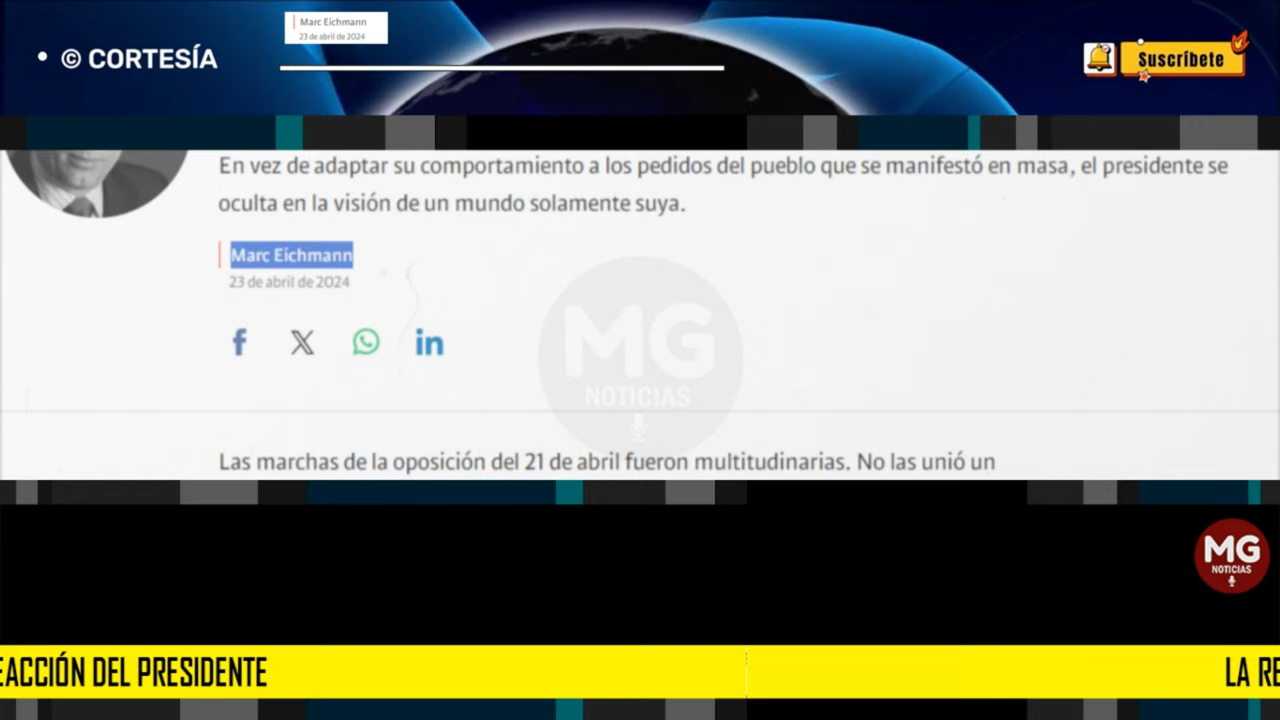 Marc Eichmann
23 de abril de 2024
• © CORTESÍA
Suscríbete
En vez de adaptar su comportamiento a los pedidos del pueblo que se manifestó en masa, el presidente se
oculta en la visión de un mundo solamente suya.
Marc Eichmann
23 de abril de 2024
MG
NOTICIAS
Las marchas de la oposición del 21 de abril fueron multitudinarias. No las unió un
MG
NOTICIAS
EACCIÓN DEL PRESIDENTE
LA RE